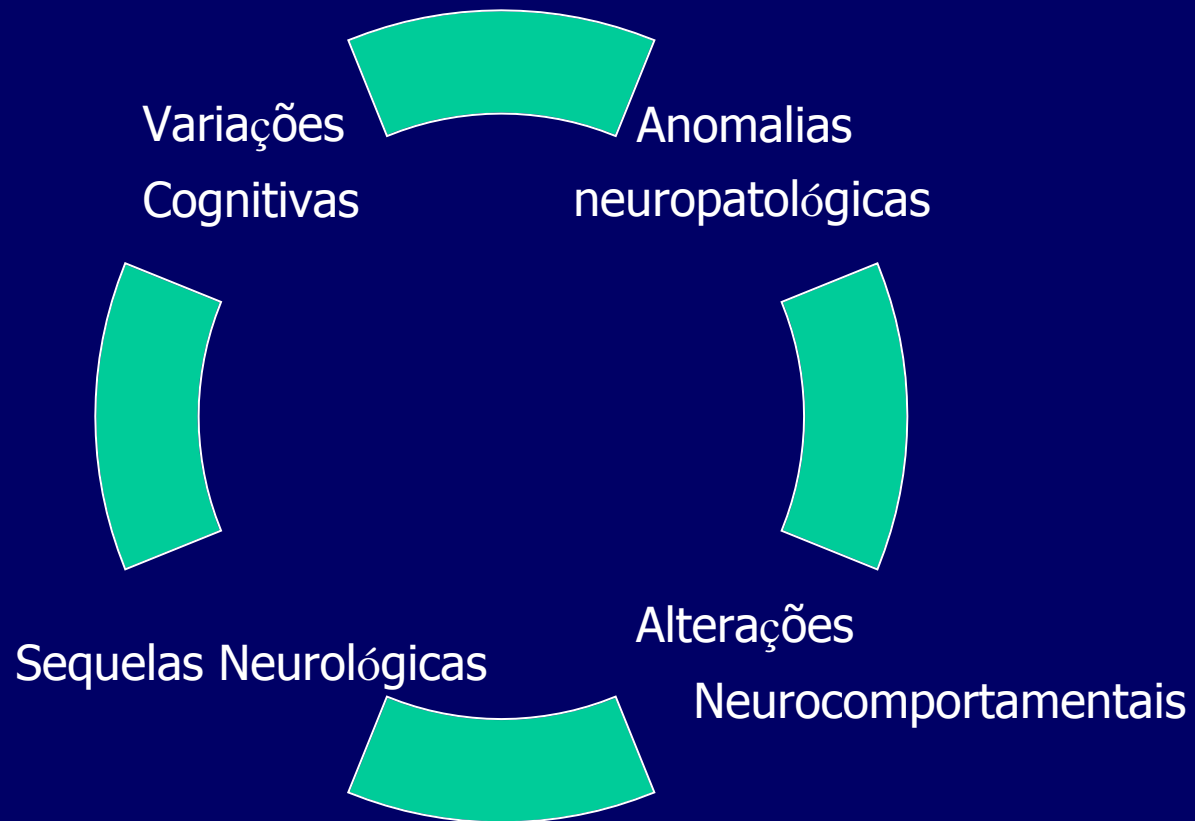 Variações
Cognitivas
Anomalias
neuropatológicas
Sequelas Neurológicas
Alterações
Neurocomportamentais